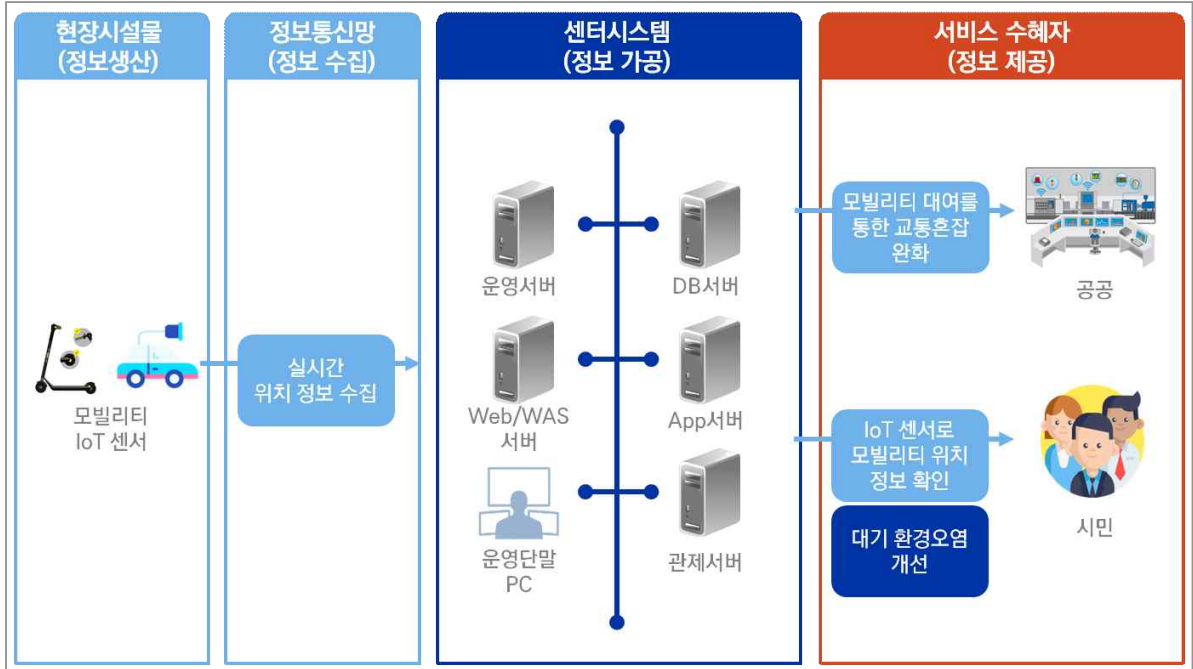 현장시설물
(정보생산)
정보통신망
(정보 수집)
센터시스템
(정보 가공)
서비스 수혜자
(정보 제공)
모빌리티
IoT 센서
실시간
위치 정보 수집
운영서버
DB서버
Web/WAS
서버
App서버
운영단말
PC
관제서버
모빌리티 대여를
통한 교통혼잡
완화
공공
IoT 센서로
모빌리티 위치
정보 확인
대기 환경오염
개선
시민